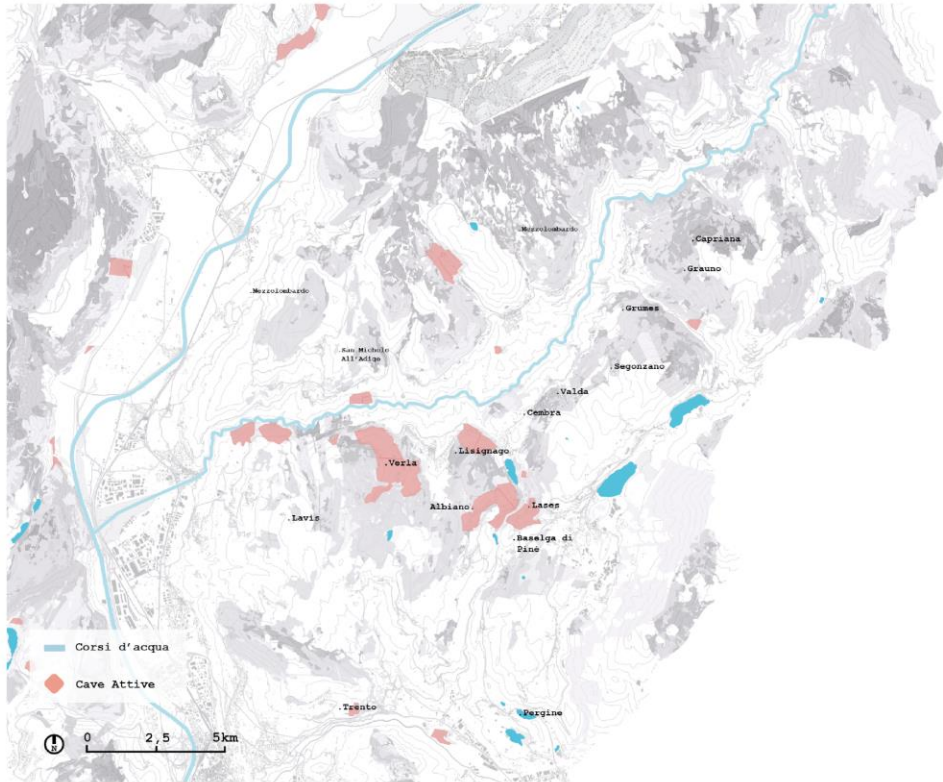 .Mezzolombardo
.Capriana
.Grauno
.Mezzolombardo
.Grumes
.San Michele
All'Adige
.Segonzano
.Valda
.Cembra
.Lisignago
.Verla
Albiano.
.Lases
.Lavis
.Baselga di
Piné
Corsi d'acqua
Cave Attive
.Trento
.Pergine
0 2,5 5km
N